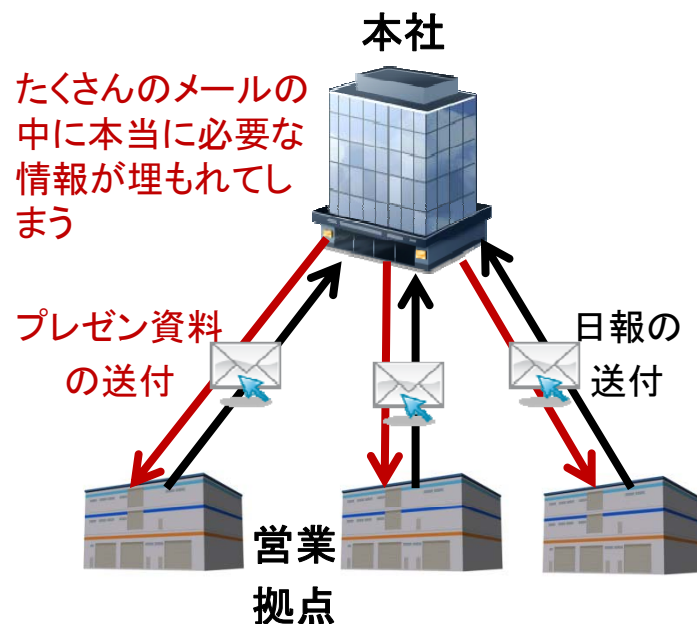 本社
たくさんのメールの
中に本当に必要な
情報が埋もれてし
まう
プレゼン資料
の送付
日報の
送付
営業
拠点